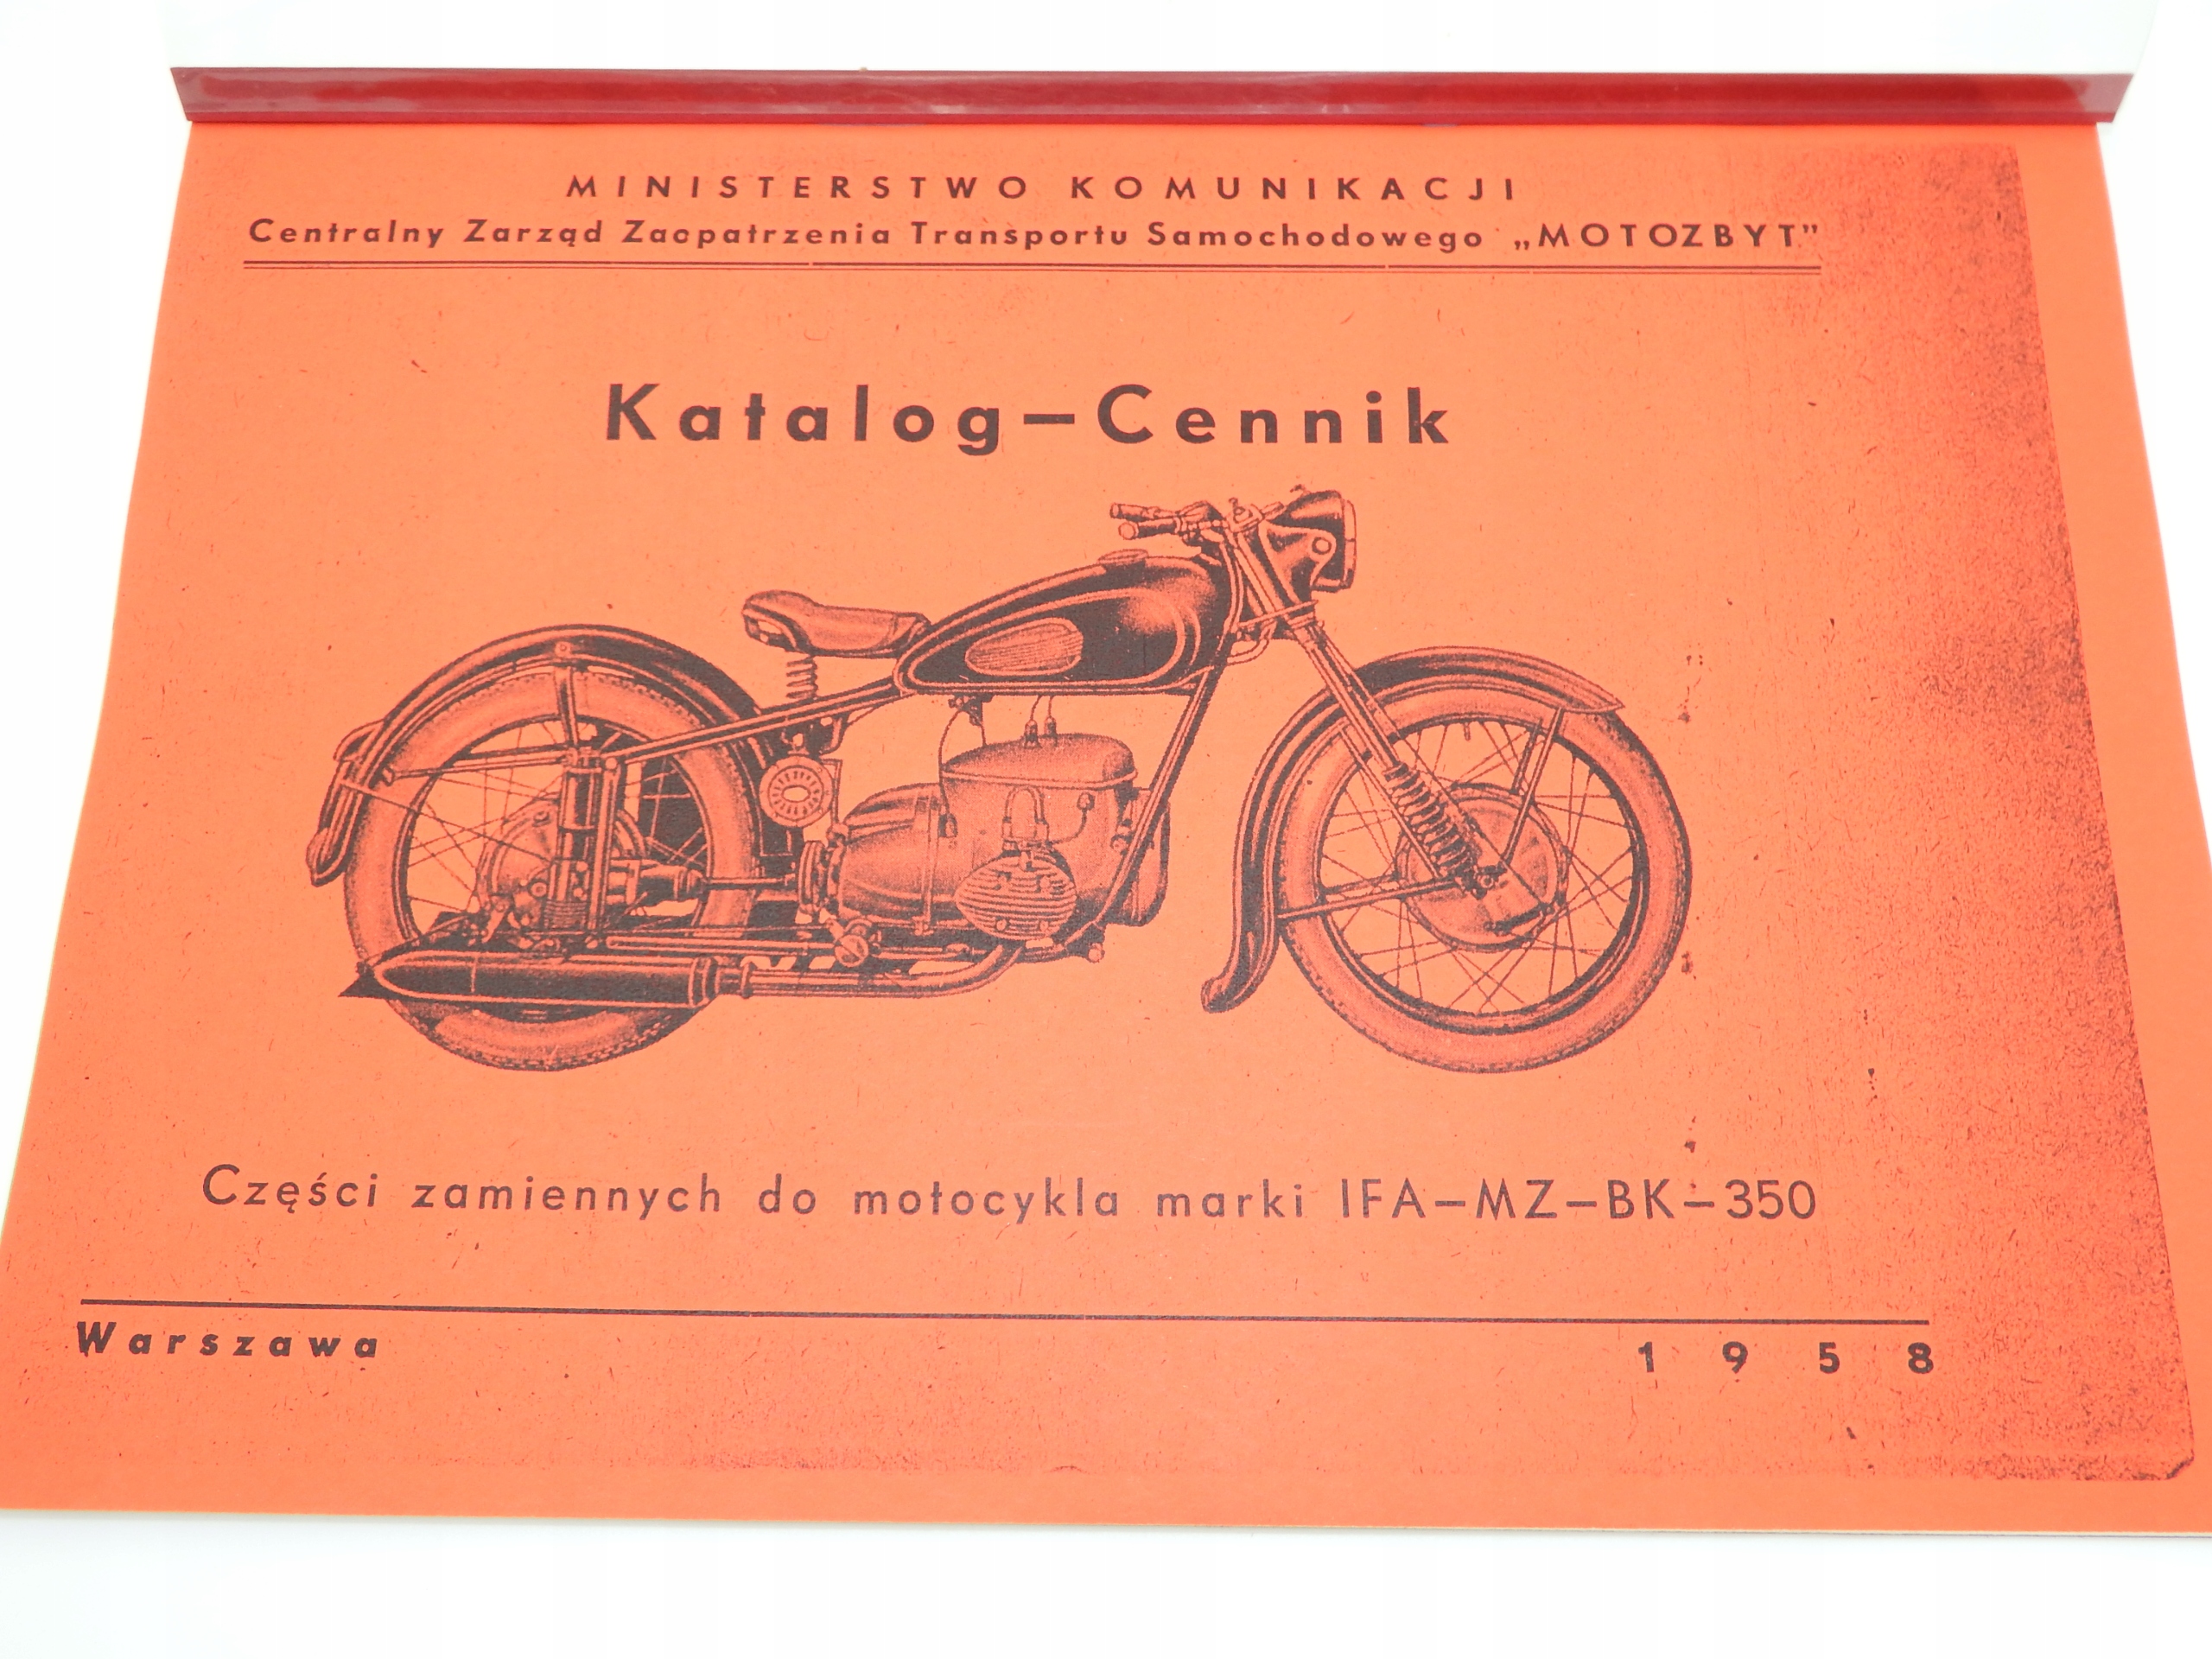 MINISTERSTWO KOMUNIKACJI
Centralny Zarząd Zaopatrzenia Transportu Samochodowego „MOTOZBYT”
Katalog—Cennik
Części zamiennych do motocykla marki IFA—MZ—BK—350
Warszawa 1958